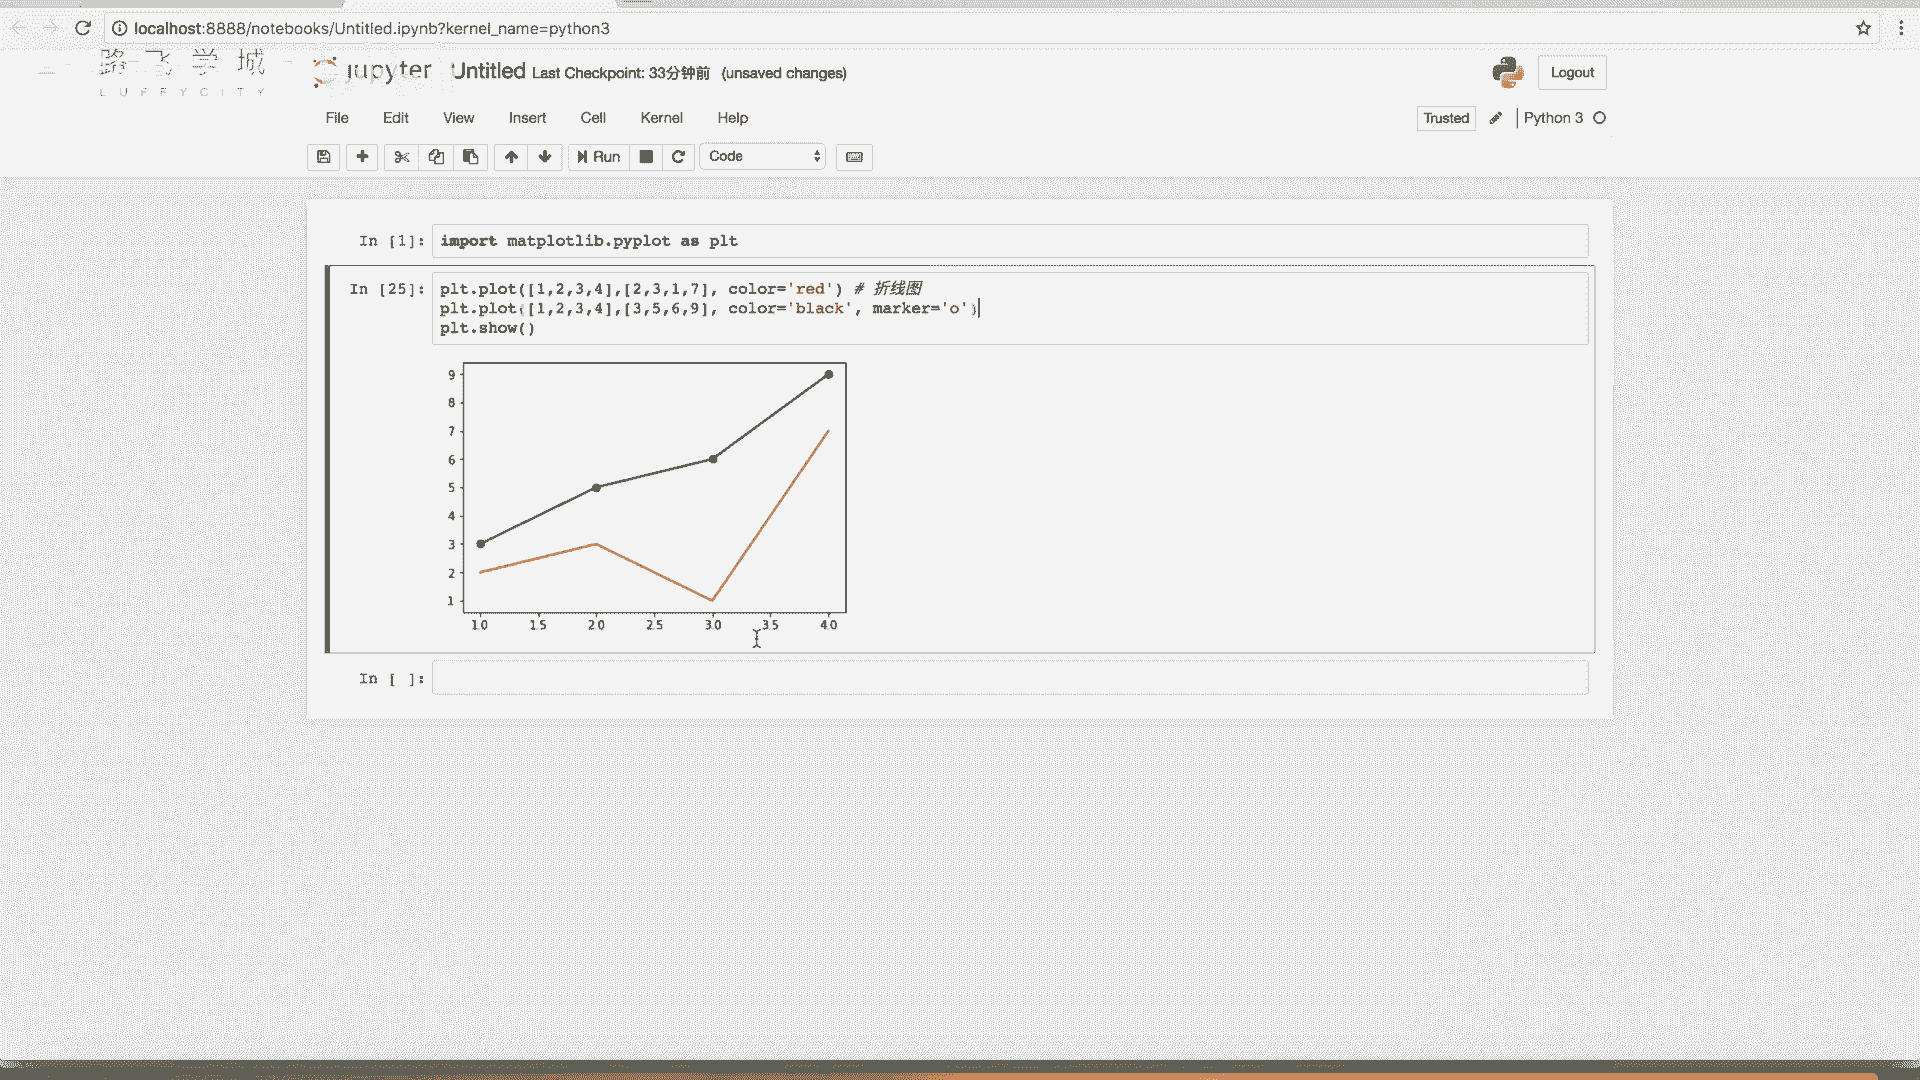 localhost:8888/notebooks/Untitled.ipynb?kernel_name=python3
路飞学城
LUFFYCITY
jupyter Untitled Last Checkpoint: 33分钟前 (unsaved changes)
Logout
File Edit View Insert Cell Kernel Help
Trusted Python 3
Run Code
In [1]: import matplotlib.pyplot as plt
In [25]: plt.plot([1,2,3,4],[2,3,1,7], color='red') # 折线图
plt.plot([1,2,3,4],[3,5,6,9], color='black', marker='o')
plt.show()
9
8
7
6
5
4
3
2
1
1.0 1.5 2.0 2.5 3.0 3.5 4.0
In [ ]: